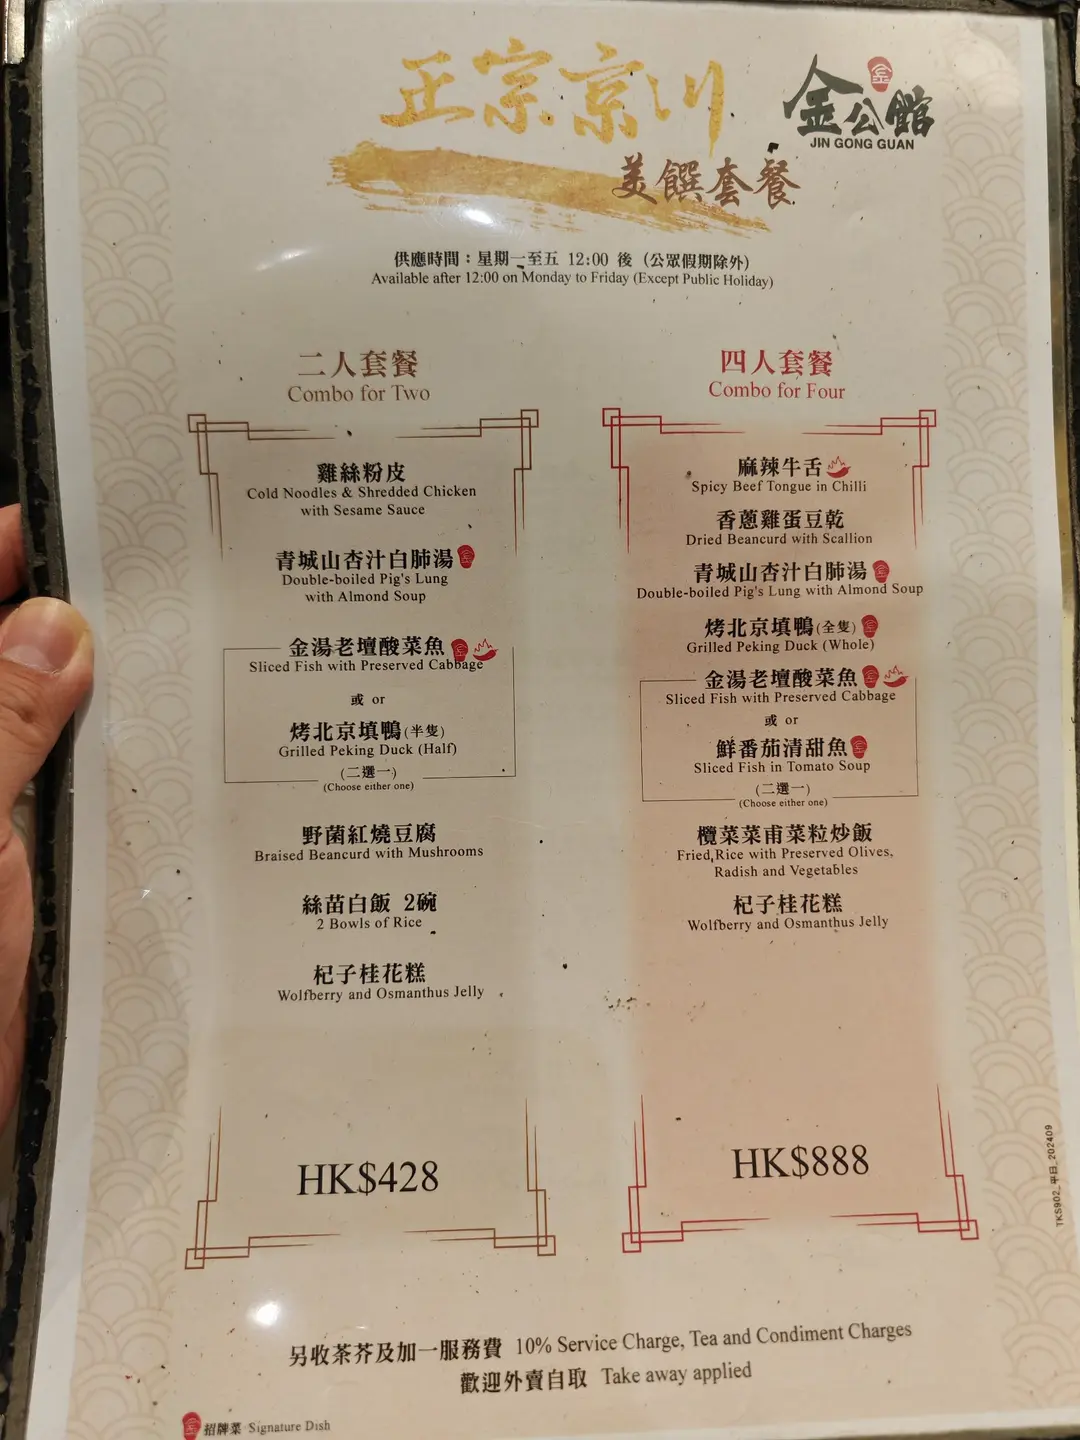 正宗京川
金公館
JIN GONG GUAN
美饌套餐
供應時間：星期一至五 12:00 後 (公眾假期除外)
Available after 12:00 on Monday to Friday (Except Public Holiday)
二人套餐
Combo for Two
雞絲粉皮
Cold Noodles & Shredded Chicken
with Sesame Sauce
青城山杏汁白肺湯
Double-boiled Pig's Lung
with Almond Soup
金湯老壇酸菜魚
Sliced Fish with Preserved Cabbage
或 or
烤北京填鴨(半隻)
Grilled Peking Duck (Half)
(二選一)
(Choose either one)
野菌紅燒豆腐
Braised Beancurd with Mushrooms
絲苗白飯 2碗
2 Bowls of Rice
杞子桂花糕
Wolfberry and Osmanthus Jelly
HK$428
四人套餐
Combo for Four
麻辣牛舌
Spicy Beef Tongue in Chilli
香蔥雞蛋豆乾
Dried Beancurd with Scallion
青城山杏汁白肺湯
Double-boiled Pig's Lung with Almond Soup
烤北京填鴨(全隻)
Grilled Peking Duck (Whole)
金湯老壇酸菜魚
Sliced Fish with Preserved Cabbage
或 or
鮮番茄清甜魚
Sliced Fish in Tomato Soup
(二選一)
(Choose either one)
欖菜菜甫菜粒炒飯
Fried Rice with Preserved Olives,
Radish and Vegetables
杞子桂花糕
Wolfberry and Osmanthus Jelly
HK$888
另收茶芥及加一服務費 10% Service Charge, Tea and Condiment Charges
歡迎外賣自取 Take away applied
招牌菜 Signature Dish
TKS902_平日_202409